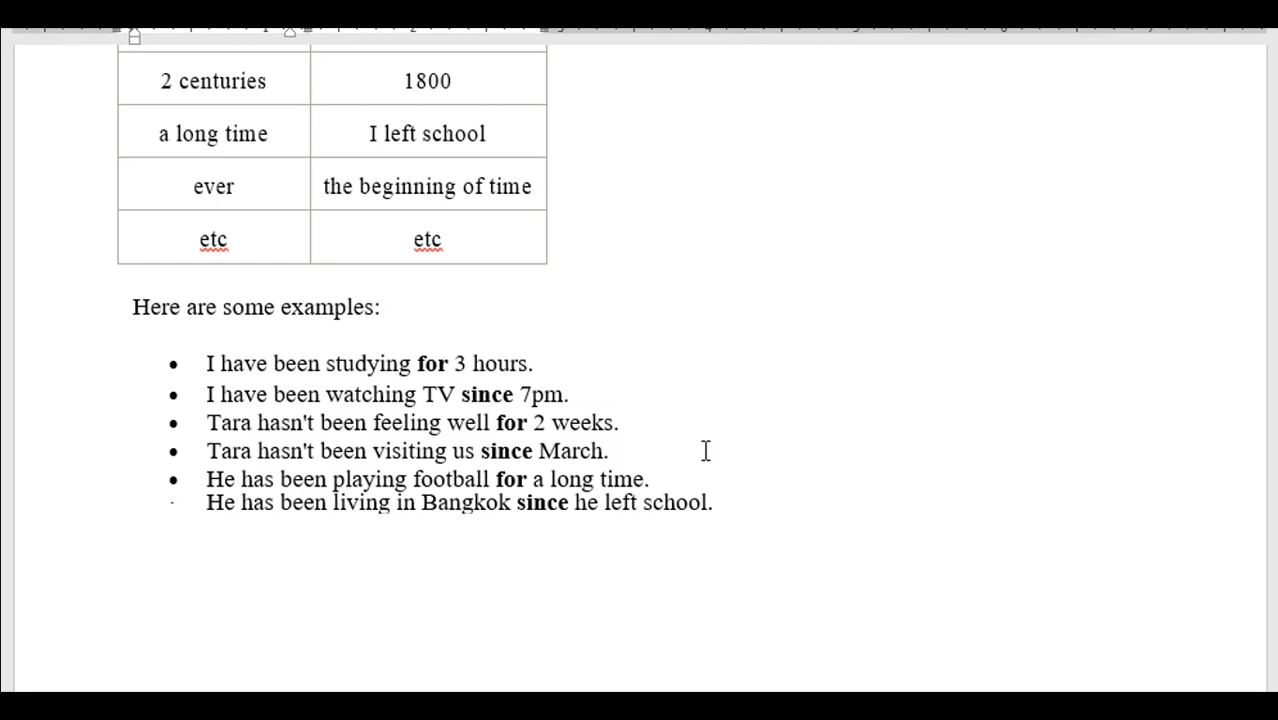 2 centuries 1800
a long time I left school
ever the beginning of time
etc etc
Here are some examples:
• I have been studying for 3 hours.
• I have been watching TV since 7pm.
• Tara hasn't been feeling well for 2 weeks.
• Tara hasn't been visiting us since March.
• He has been playing football for a long time.
· He has been living in Bangkok since he left school.